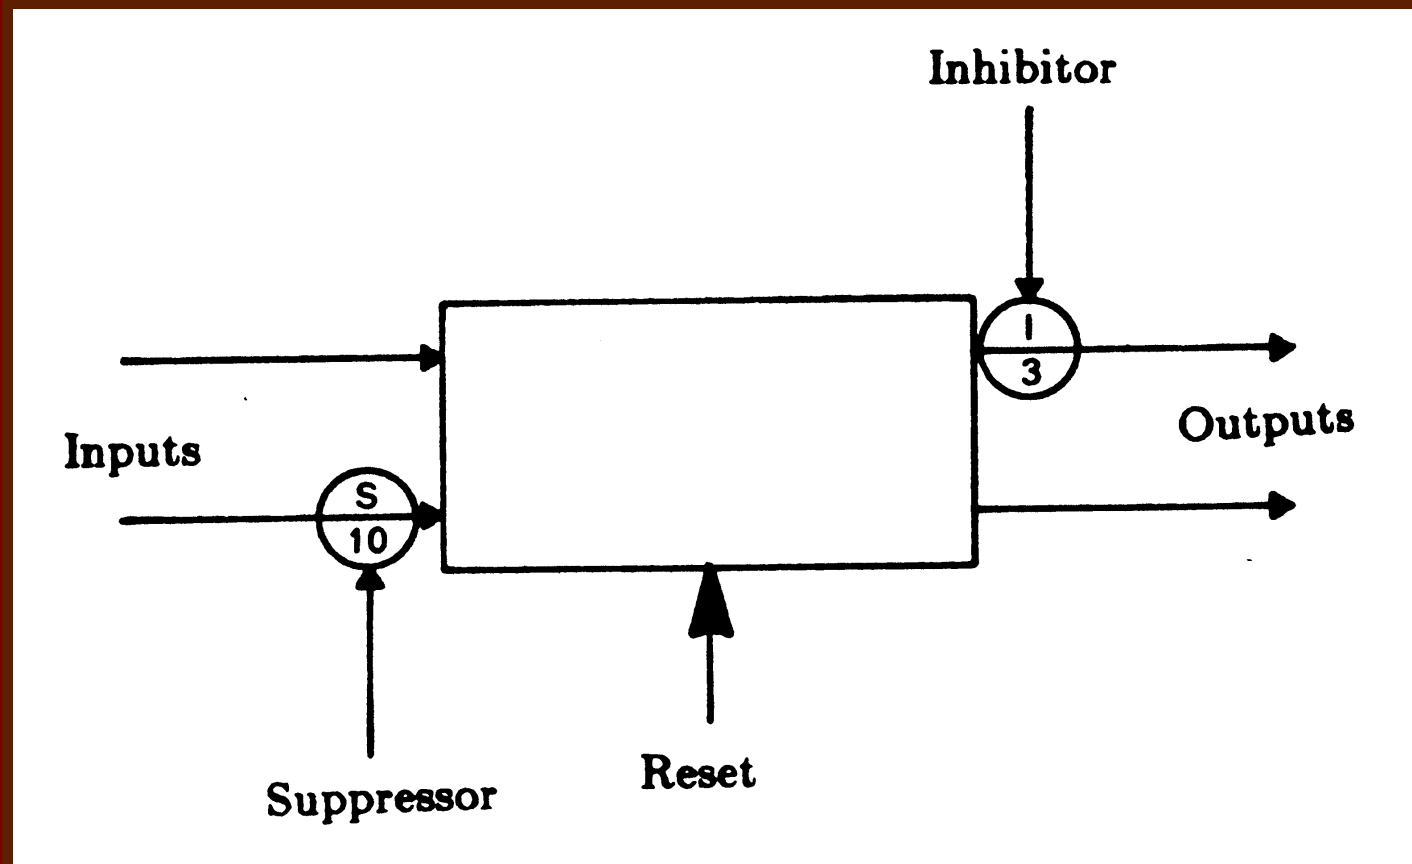 Inhibitor
I
3
Outputs
Inputs
S
10
Reset
Suppressor